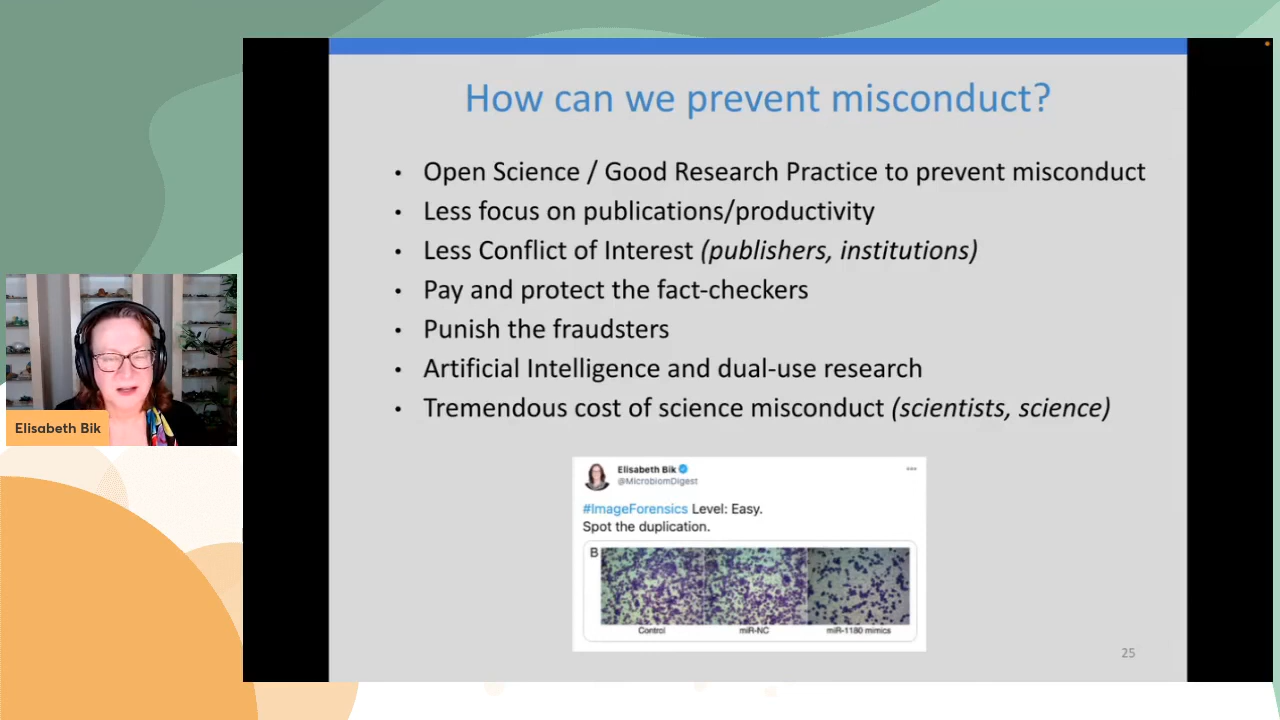 How can we prevent misconduct?
• Open Science / Good Research Practice to prevent misconduct
• Less focus on publications/productivity
• Less Conflict of Interest (publishers, institutions)
• Pay and protect the fact-checkers
• Punish the fraudsters
• Artificial Intelligence and dual-use research
• Tremendous cost of science misconduct (scientists, science)
Elisabeth Bik
Elisabeth Bik
@MicrobiomDigest
#ImageForensics Level: Easy.
Spot the duplication.
B
Control miR-NC miR-1180 mimics
25